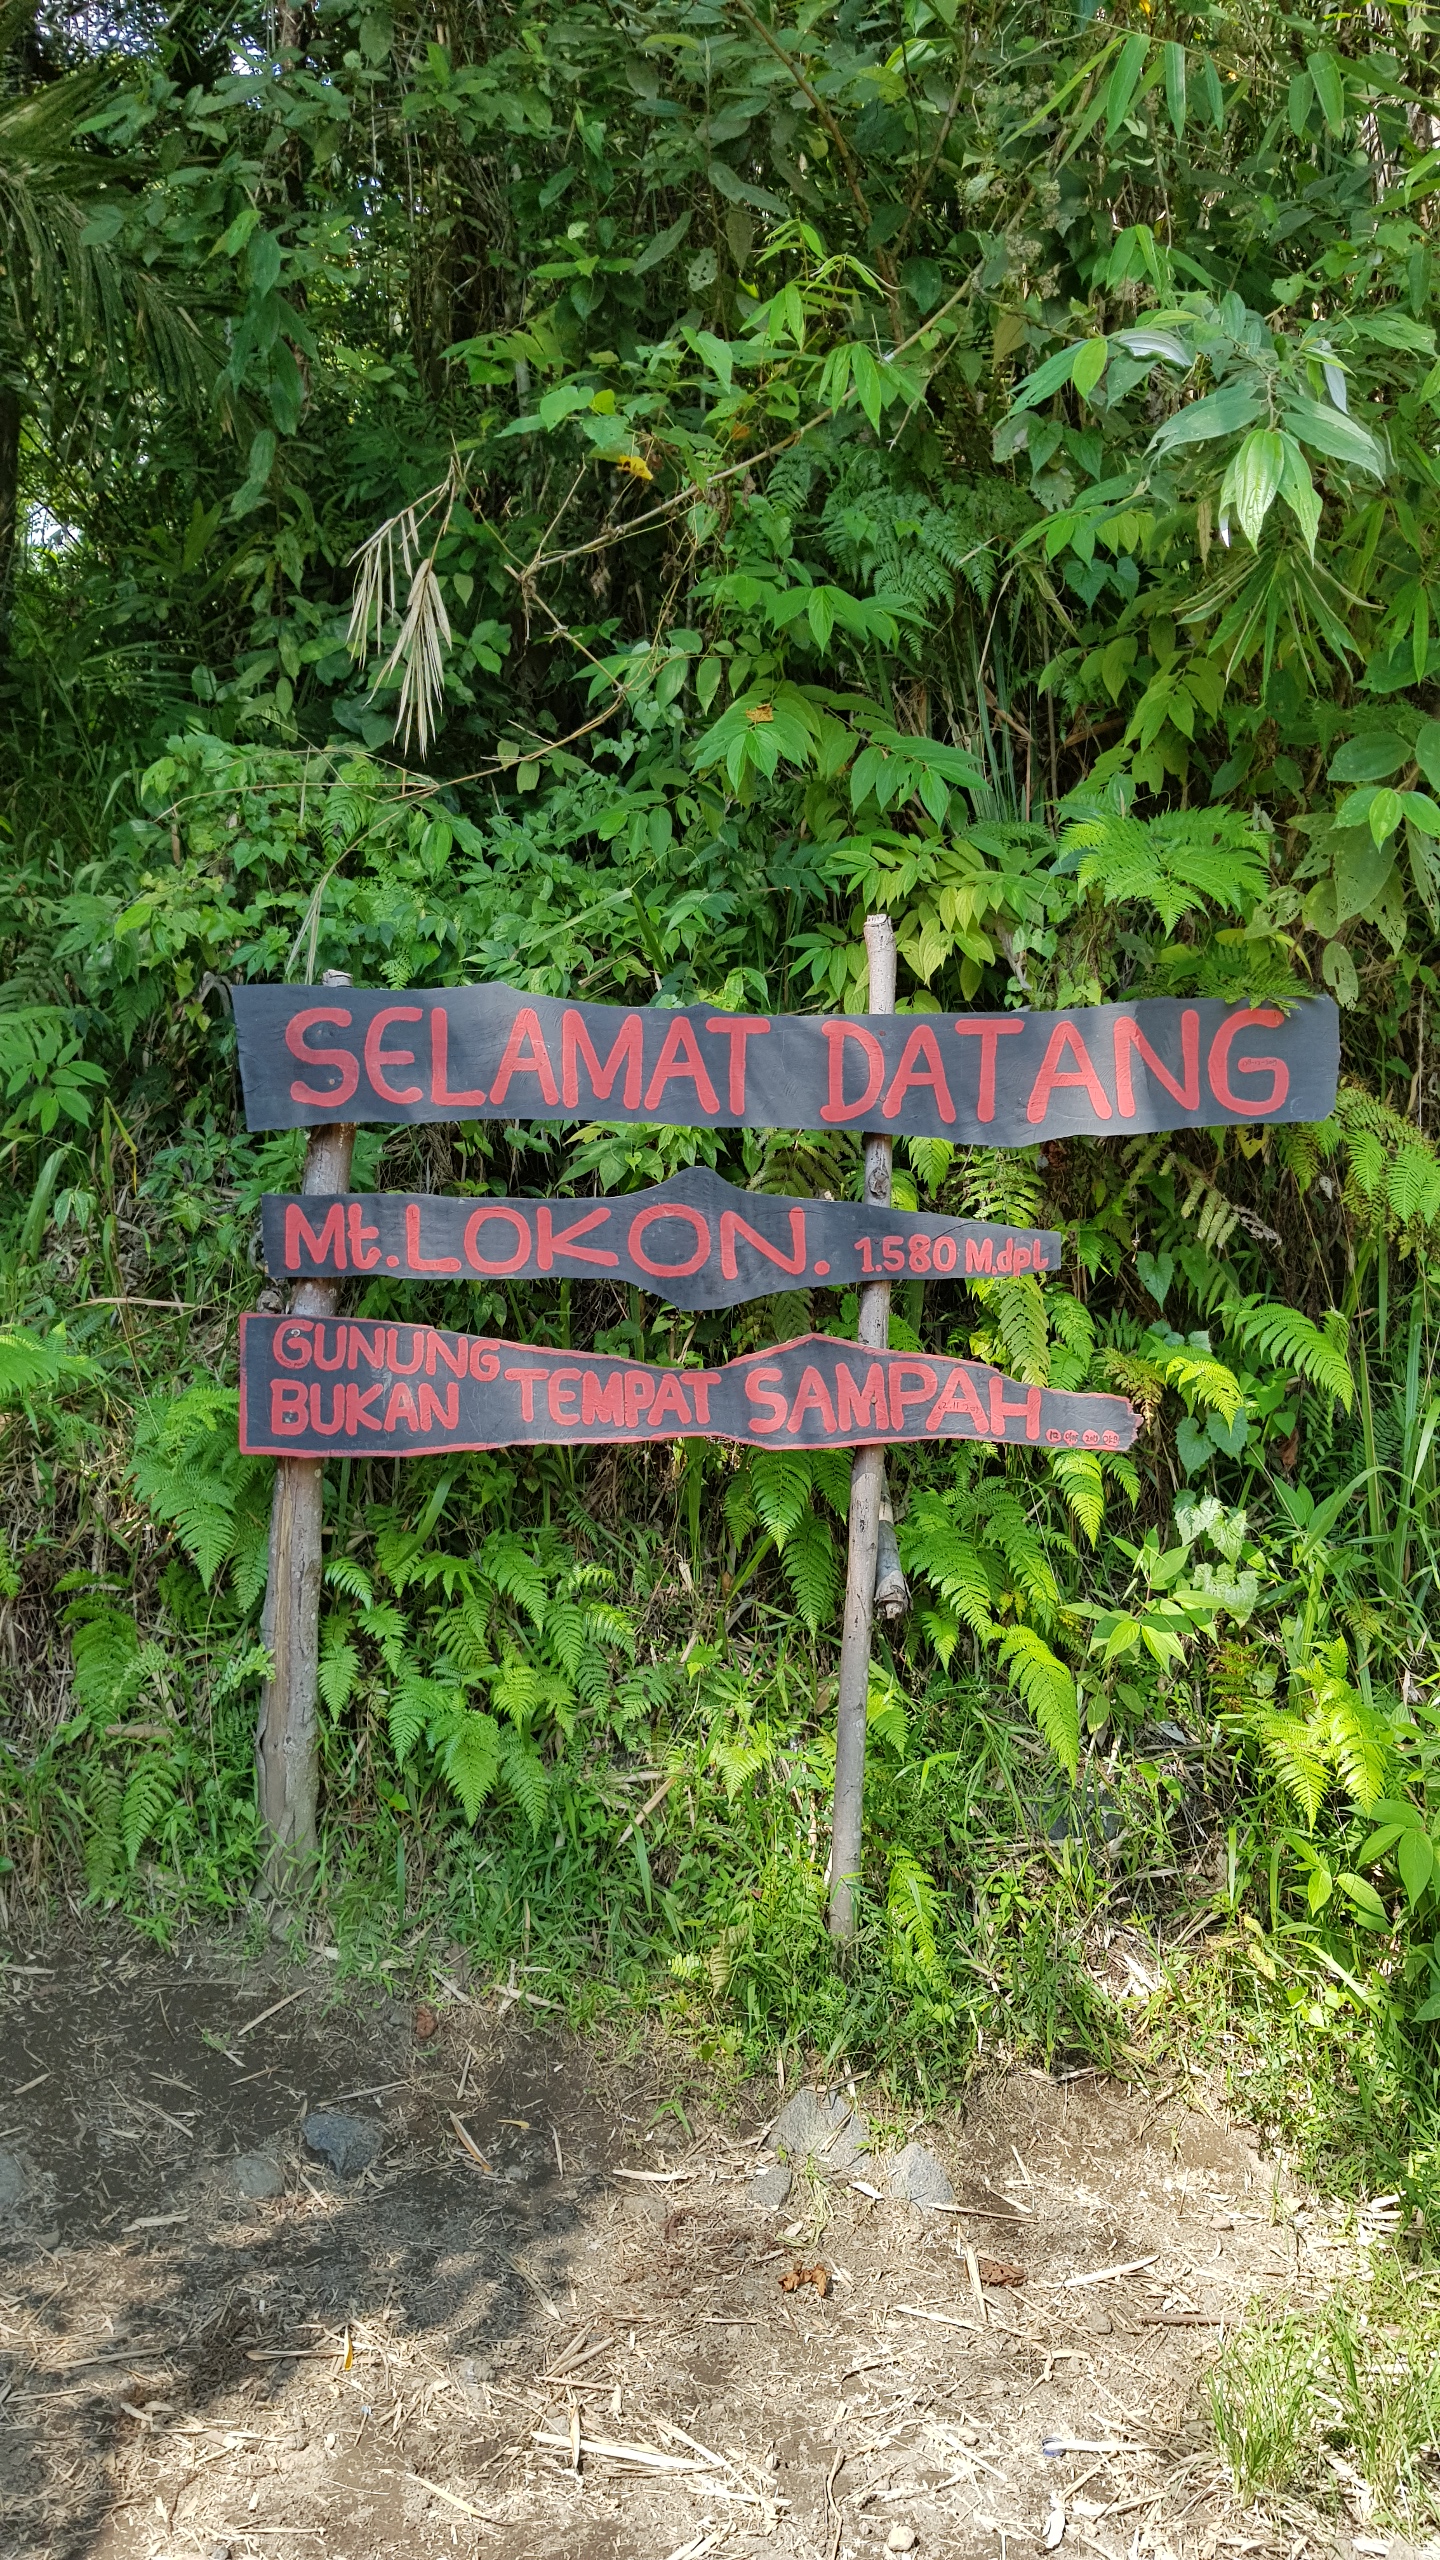 SELAMAT DATANG
Mt. LOKON. 1.580 M.dpl
GUNUNG
BUKAN TEMPAT SAMPAH.